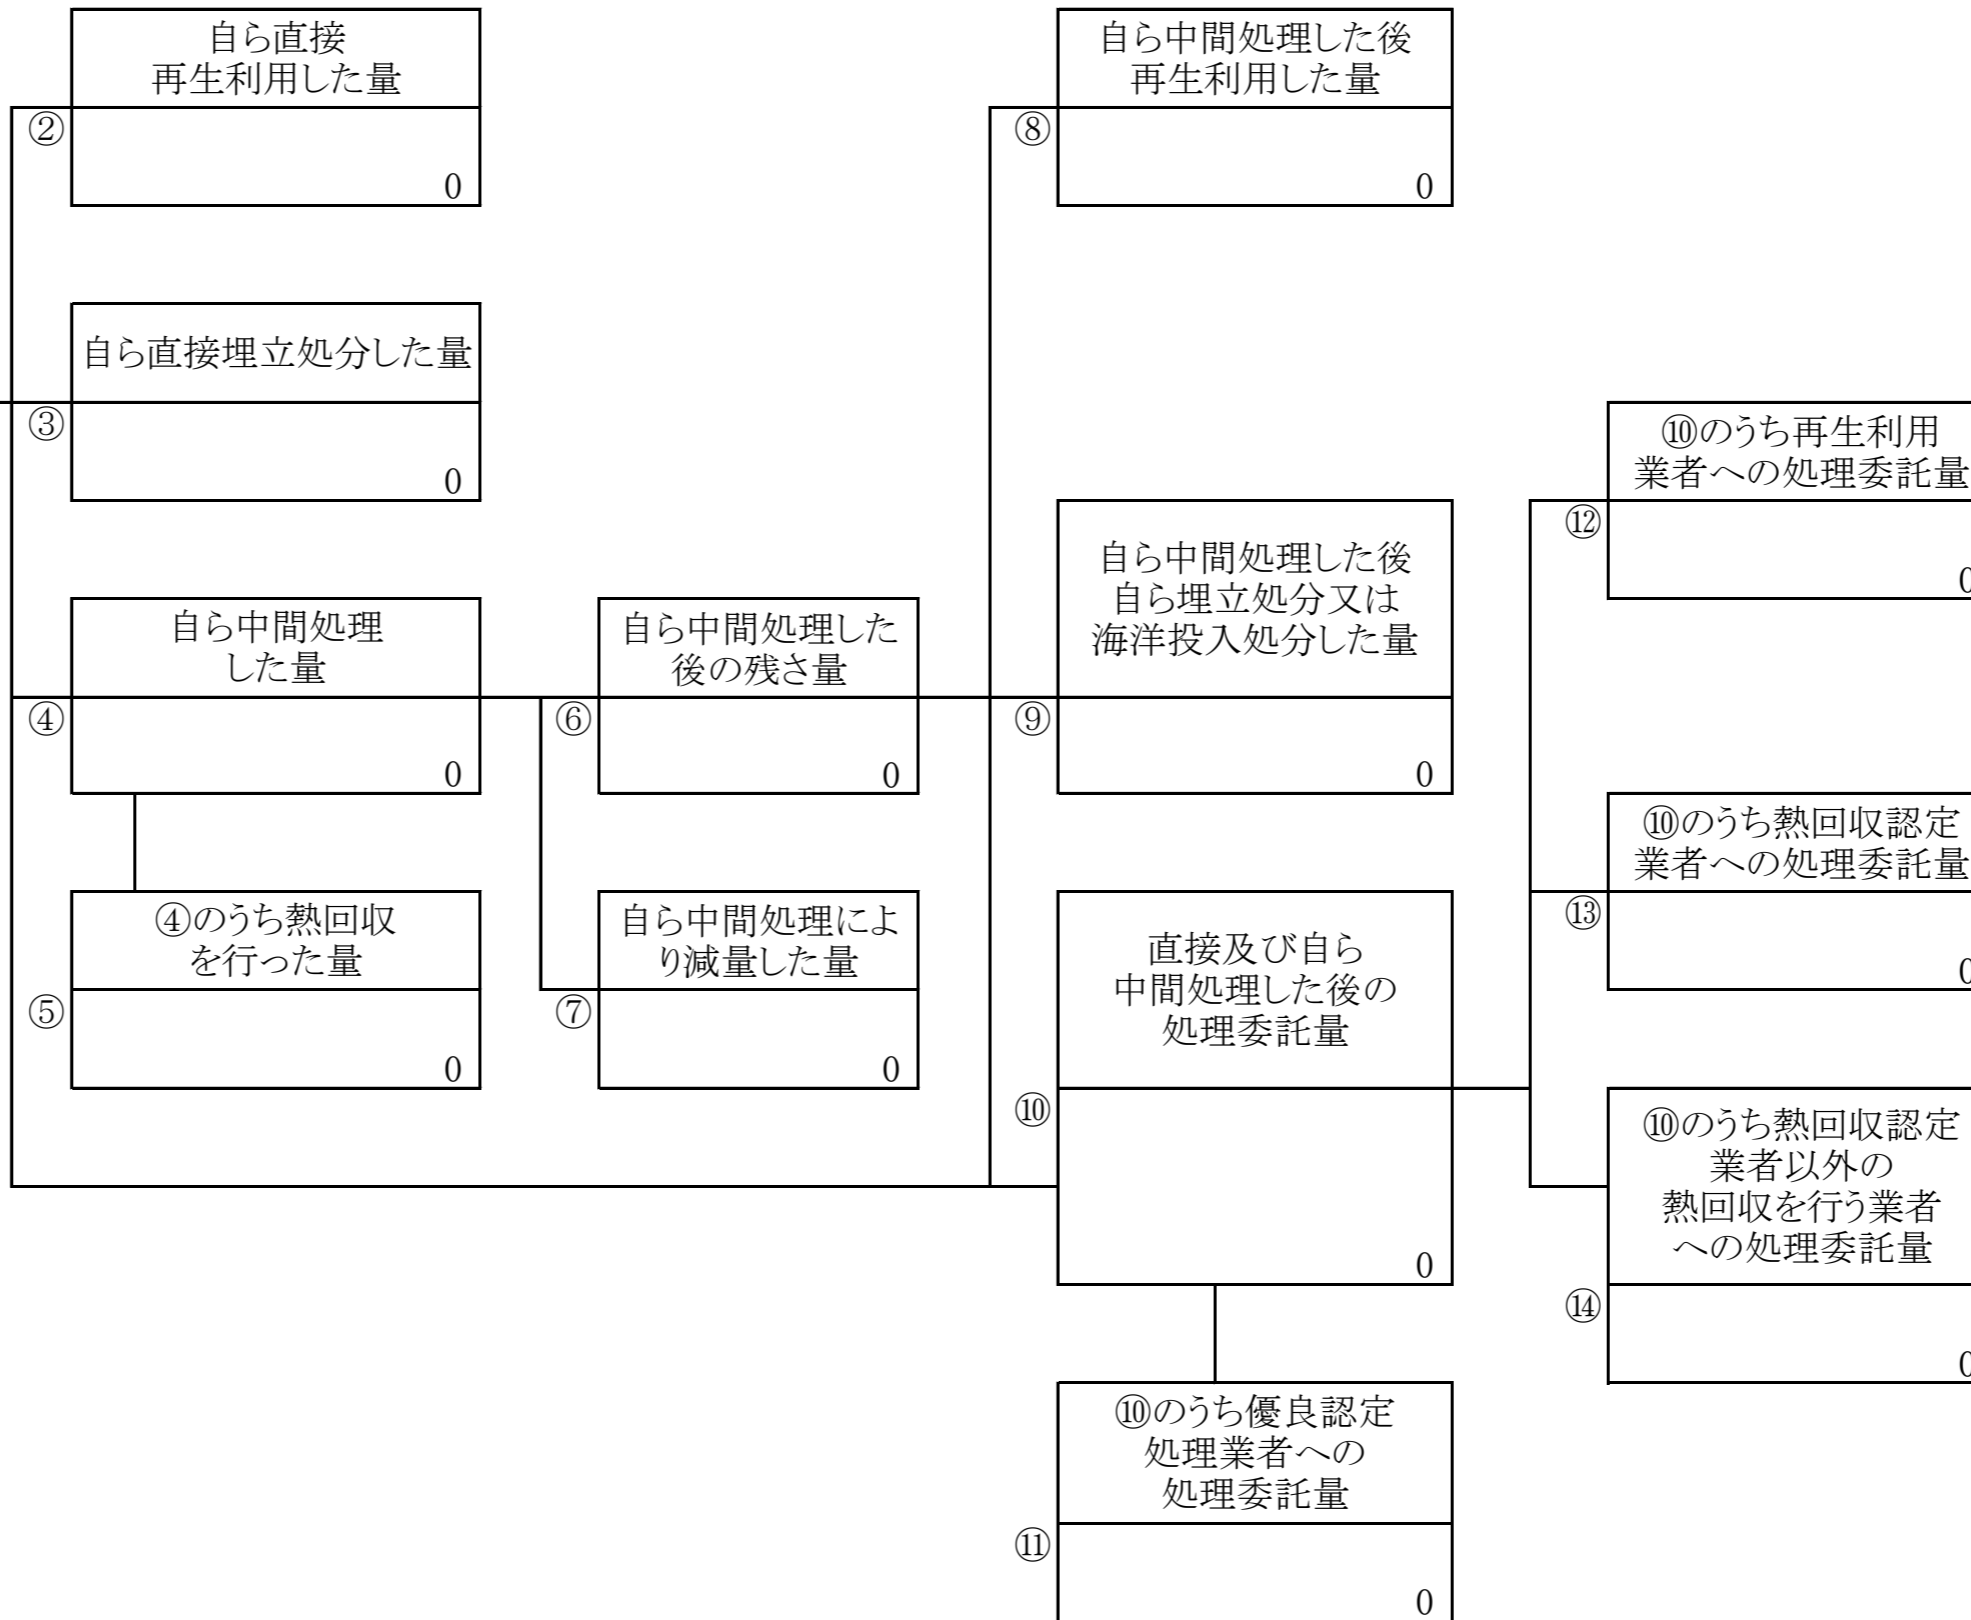 自ら直接
再生利用した量
②
0
自ら直接埋立処分した量
③
0
自ら中間処理
した量
④
0
④のうち熱回収
を行った量
⑤
0
自ら中間処理した
後の残さ量
⑥
0
自ら中間処理によ
り減量した量
⑦
0
自ら中間処理した後
再生利用した量
⑧
0
自ら中間処理した後
自ら埋立処分又は
海洋投入処分した量
⑨
0
直接及び自ら
中間処理した後の
処理委託量
⑩
0
⑩のうち優良認定
処理業者への
処理委託量
⑪
0
⑩のうち再生利用
業者への処理委託量
⑫
0
⑩のうち熱回収認定
業者への処理委託量
⑬
0
⑩のうち熱回収認定
業者以外の
熱回収を行う業者
への処理委託量
⑭
0